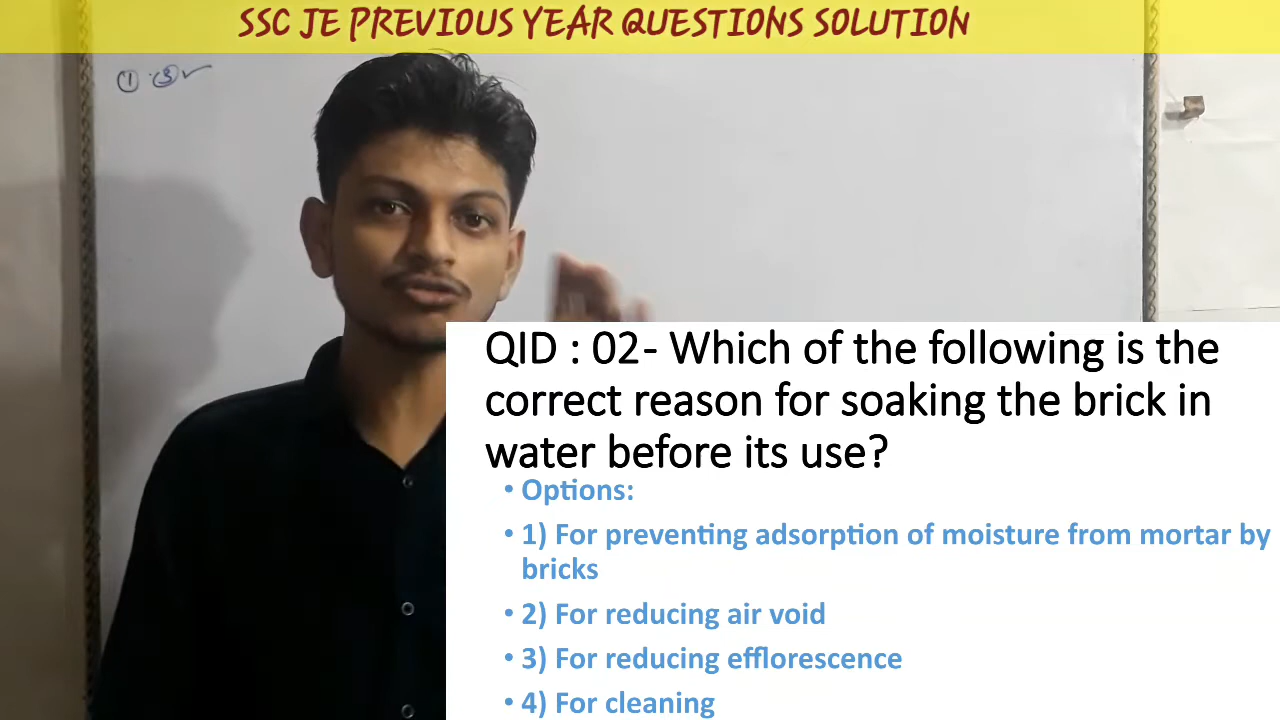 SSC JE PREVIOUS YEAR QUESTIONS SOLUTION
① ③
QID : 02- Which of the following is the
correct reason for soaking the brick in
water before its use?
• Options:
• 1) For preventing adsorption of moisture from mortar by
bricks
• 2) For reducing air void
• 3) For reducing efflorescence
• 4) For cleaning